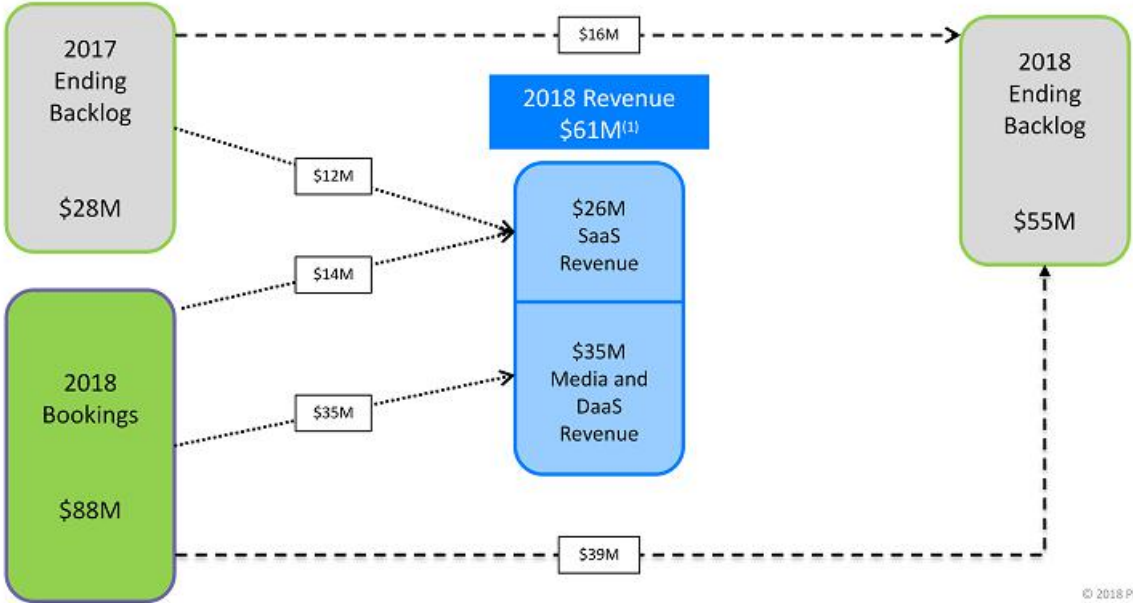 2017
Ending
Backlog
$28M
$16M
2018 Revenue
$61M(1)
2018
Ending
Backlog
$55M
$12M
$14M
$26M
SaaS
Revenue
2018
Bookings
$88M
$35M
$35M
Media and
DaaS
Revenue
$39M
© 2018 P